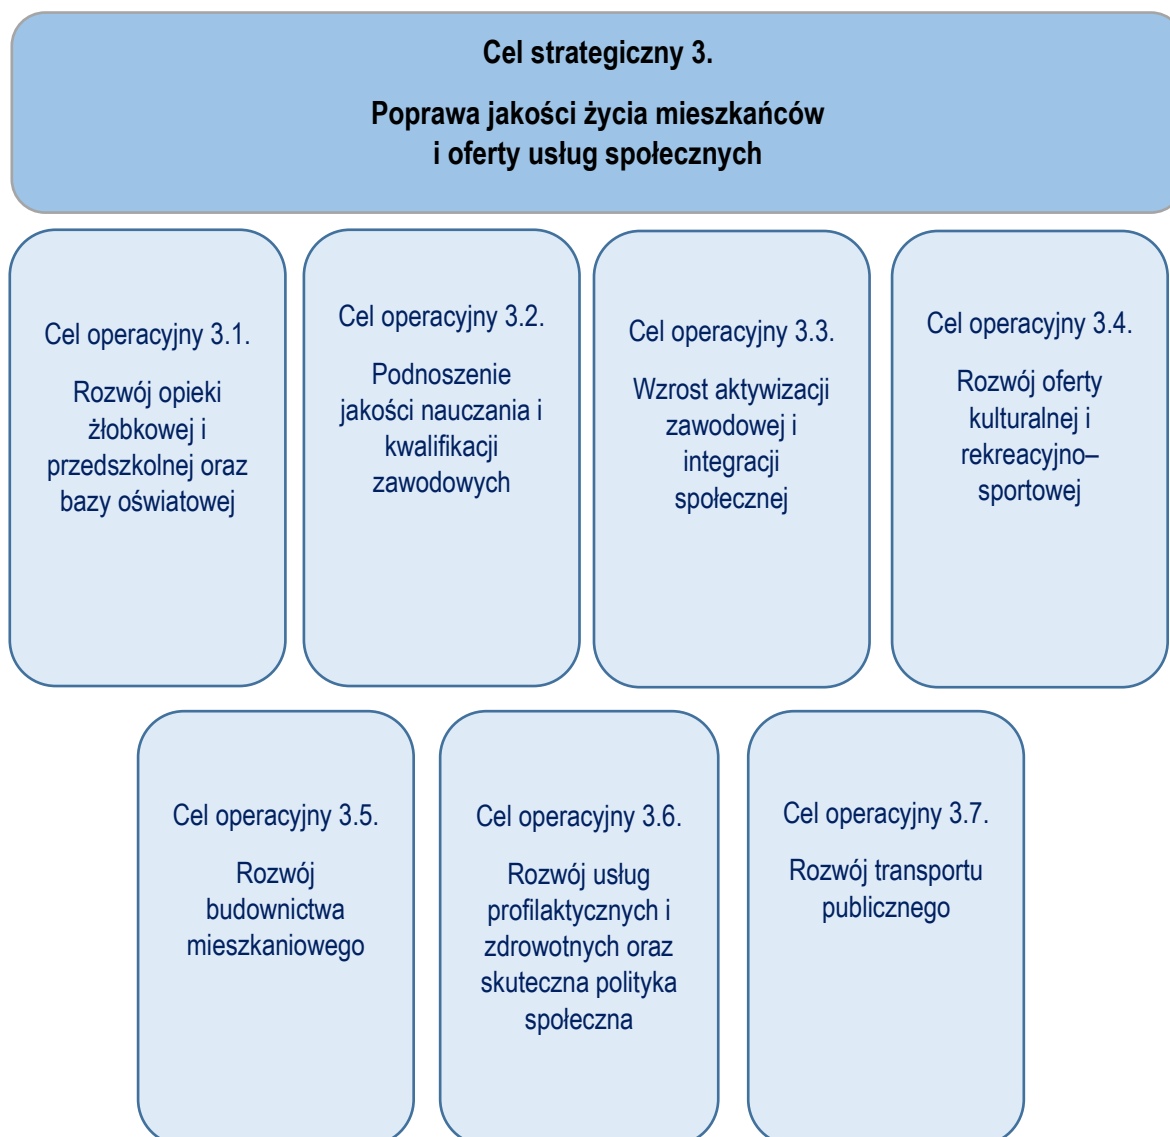 Cel strategiczny 3.
Poprawa jakości życia mieszkańców
i oferty usług społecznych
Cel operacyjny 3.1.
Rozwój opieki
żłobkowej i
przedszkolnej oraz
bazy oświatowej
Cel operacyjny 3.2.
Podnoszenie
jakości nauczania i
kwalifikacji
zawodowych
Cel operacyjny 3.3.
Wzrost aktywizacji
zawodowej i
integracji
społecznej
Cel operacyjny 3.4.
Rozwój oferty
kulturalnej i
rekreacyjno–
sportowej
Cel operacyjny 3.5.
Rozwój
budownictwa
mieszkaniowego
Cel operacyjny 3.6.
Rozwój usług
profilaktycznych i
zdrowotnych oraz
skuteczna polityka
społeczna
Cel operacyjny 3.7.
Rozwój transportu
publicznego